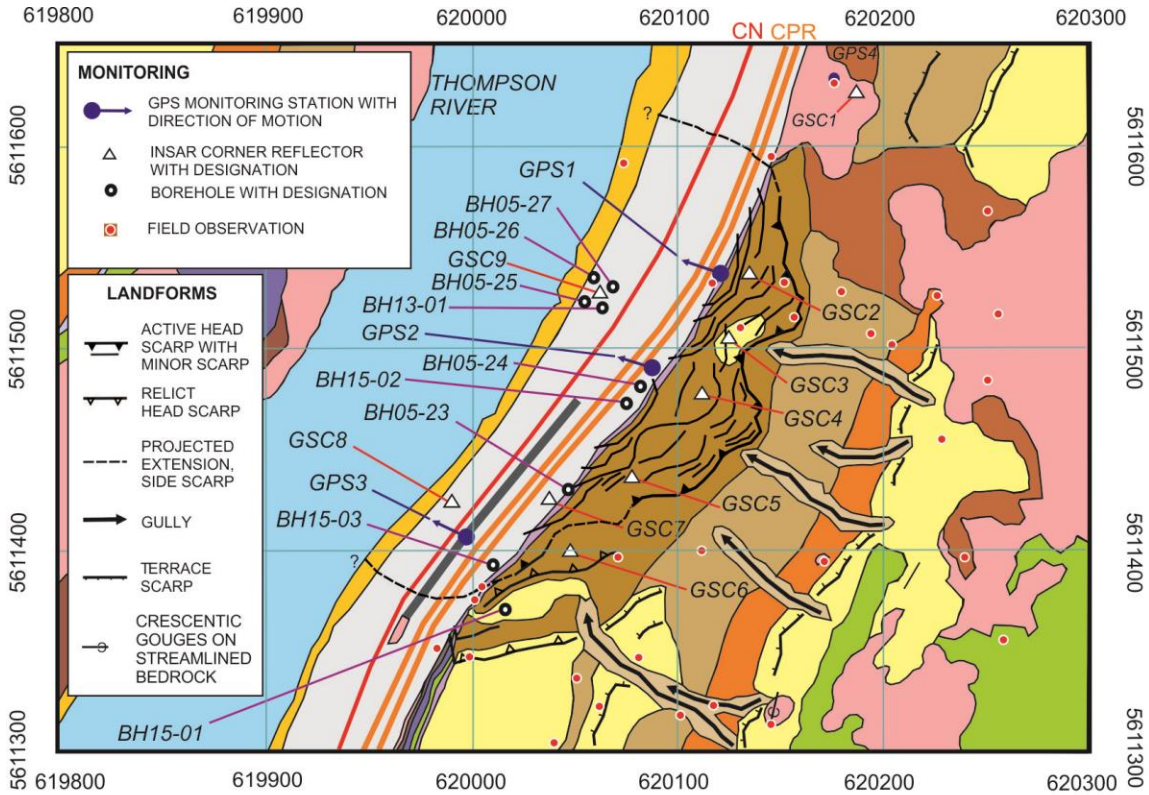 619800 619900 620000 620100 620200 620300
CN CPR
MONITORING
GPS MONITORING STATION WITH
DIRECTION OF MOTION
INSAR CORNER REFLECTOR
WITH DESIGNATION
BOREHOLE WITH DESIGNATION
FIELD OBSERVATION
LANDFORMS
ACTIVE HEAD
SCARP WITH
MINOR SCARP
RELICT
HEAD SCARP
PROJECTED
EXTENSION,
SIDE SCARP
GULLY
TERRACE
SCARP
CRESCENTIC
GOUGES ON
STREAMLINED
BEDROCK
THOMPSON
RIVER
?
GPS4
GSC1
GPS1
BH05-27
BH05-26
GSC9
BH05-25
BH13-01
GPS2
BH05-24
BH15-02
BH05-23
GSC8
GPS3
BH15-03
?
BH15-01
GSC2
GSC3
GSC4
GSC5
GSC7
GSC6
5611600
5611500
5611400
5611300
5611600
5611500
5611400
5611300
619800 619900 620000 620100 620200 620300